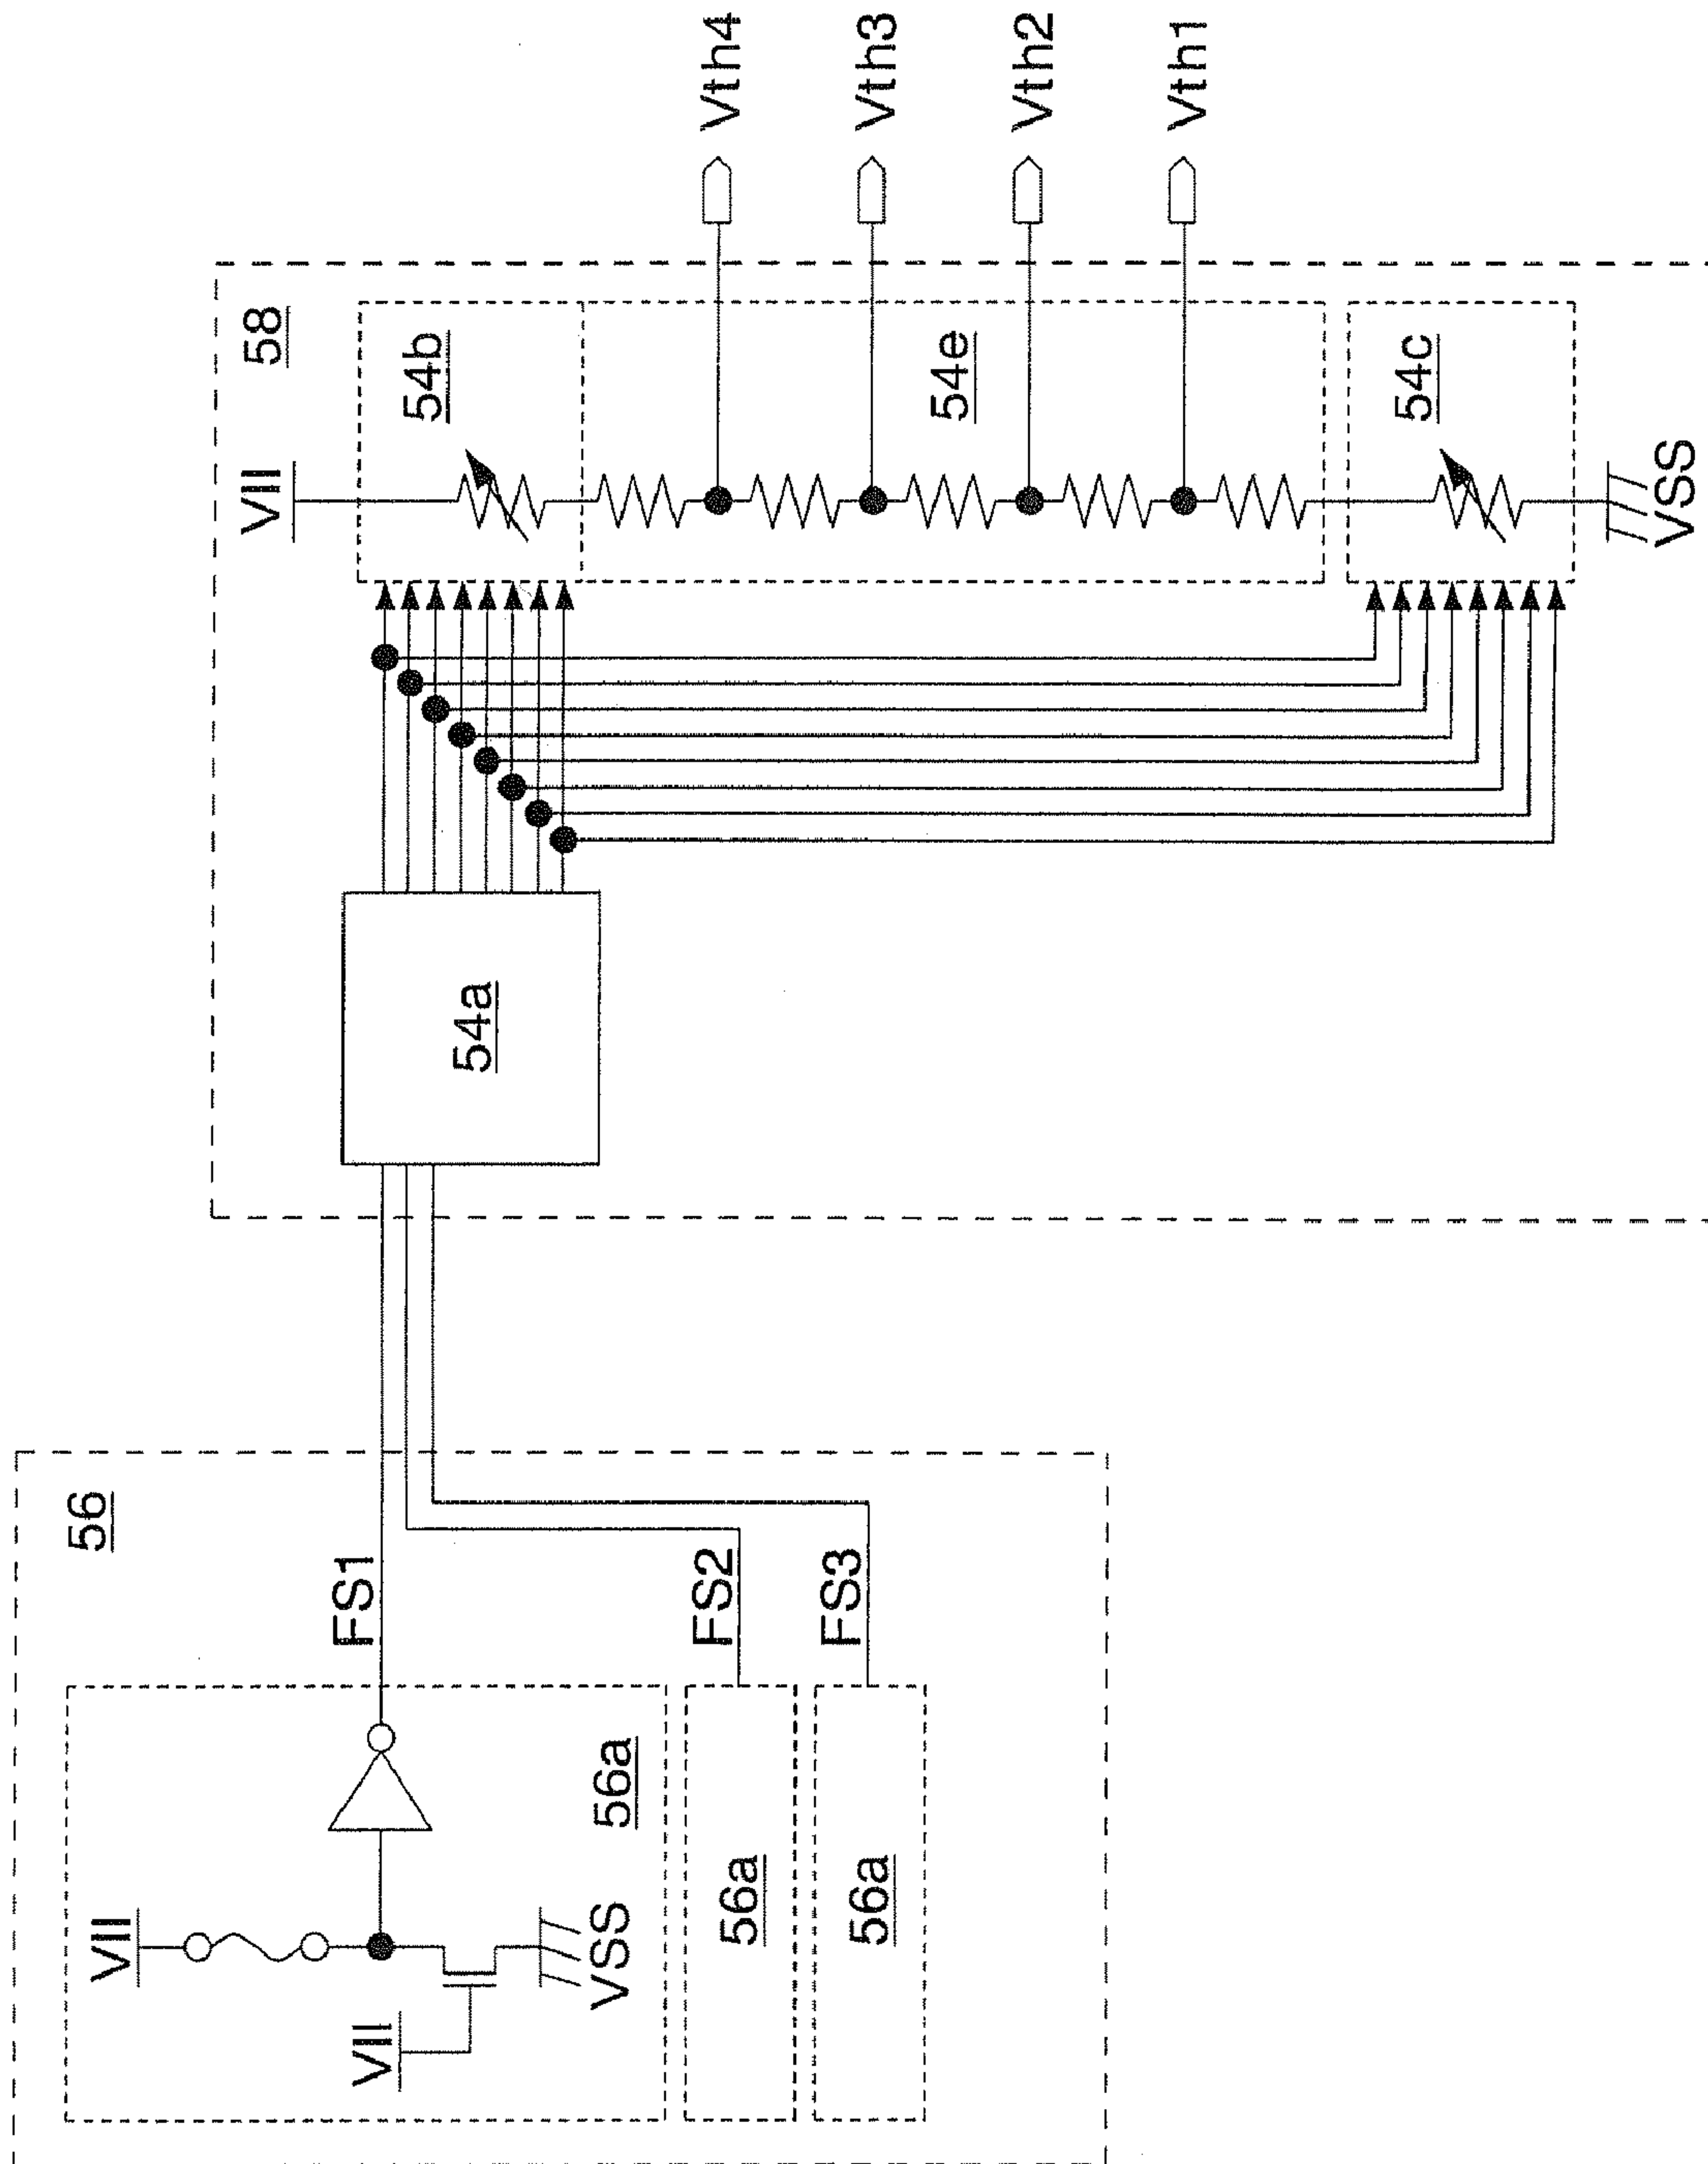 56
VII
VII
VSS
56a
FS1
56a
FS2
56a
FS3
58
54a
VII
54b
54e
54c
VSS
Vth4
Vth3
Vth2
Vth1